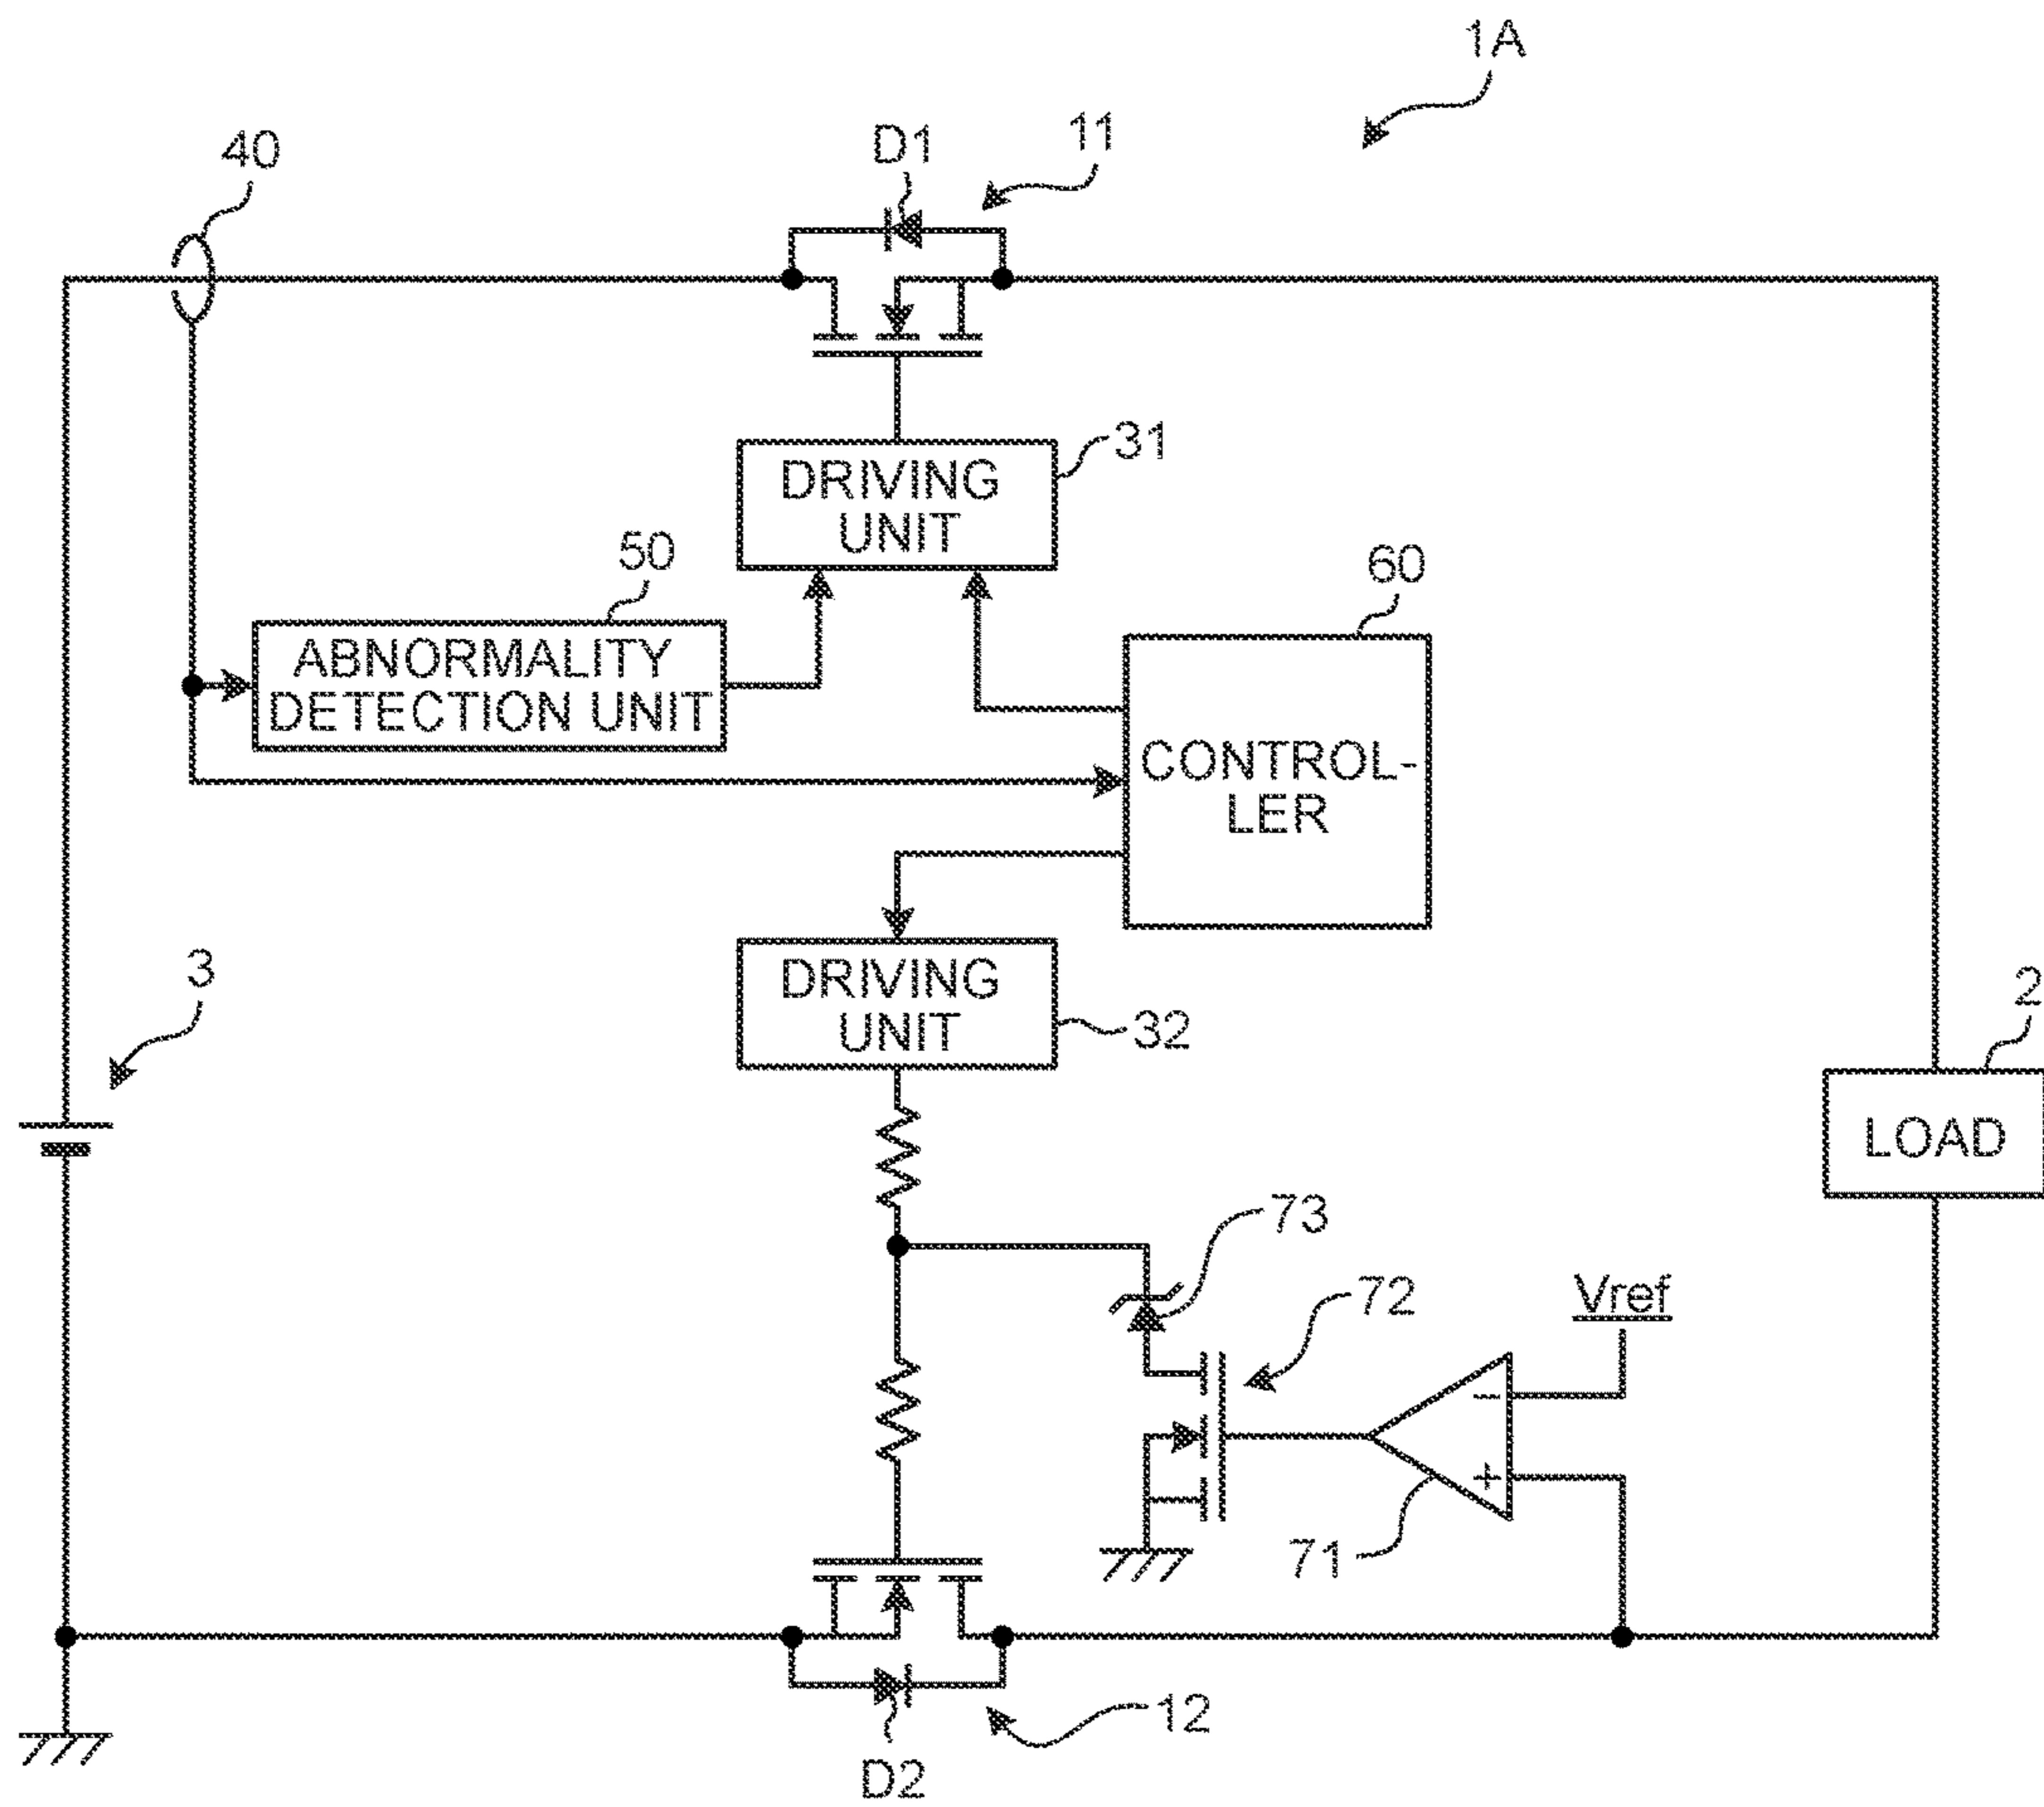 1A
40
D1
11
DRIVING
UNIT
31
50
ABNORMALITY
DETECTION UNIT
60
CONTROL-
LER
3
DRIVING
UNIT
32
2
LOAD
73
72
Vref
−
+
71
12
D2